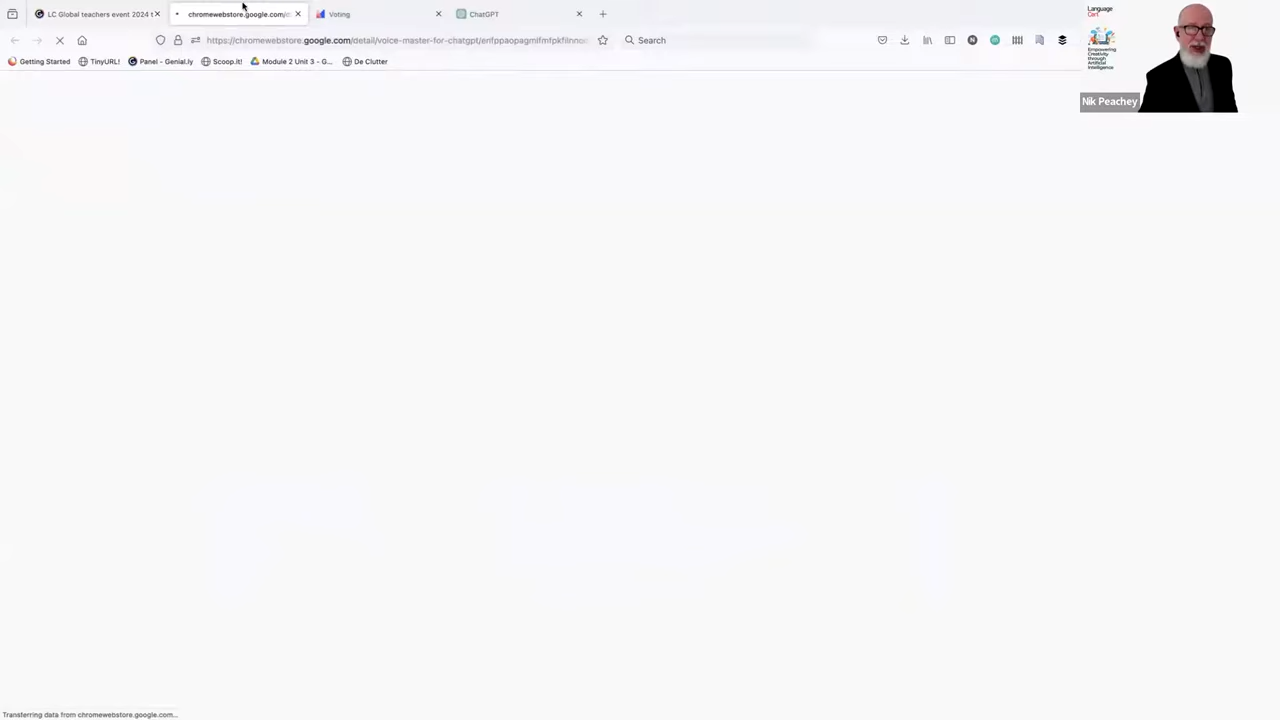 LC Global teachers event 2024 t
chromewebstore.google.com/d
Voting
ChatGPT
https://chromewebstore.google.com/detail/voice-master-for-chatgpt/
Search
Getting Started
TinyURL!
Panel - Genial.ly
Scoop.it!
Module 2 Unit 3 - G...
De Clutter
Language
Cert
Empowering
Creativity
through
Artificial
Intelligence
Nik Peachey
Transferring data from chromewebstore.google.com...